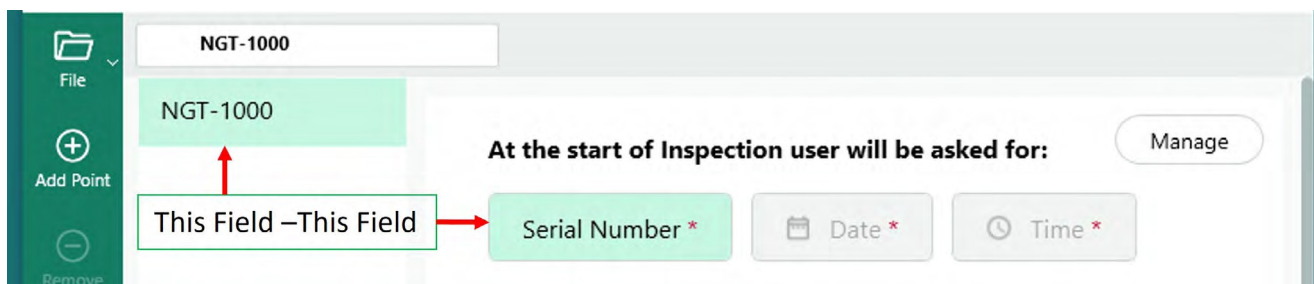 File
NGT-1000
NGT-1000
Add Point
At the start of Inspection user will be asked for:
Manage
This Field –This Field
Serial Number *
Date *
Time *
Remove